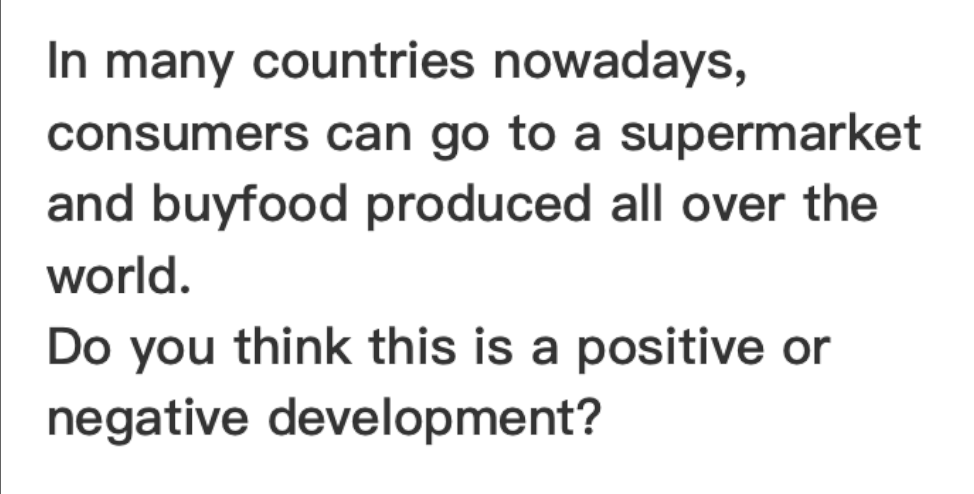 In many countries nowadays,
consumers can go to a supermarket
and buyfood produced all over the
world.
Do you think this is a positive or
negative development?